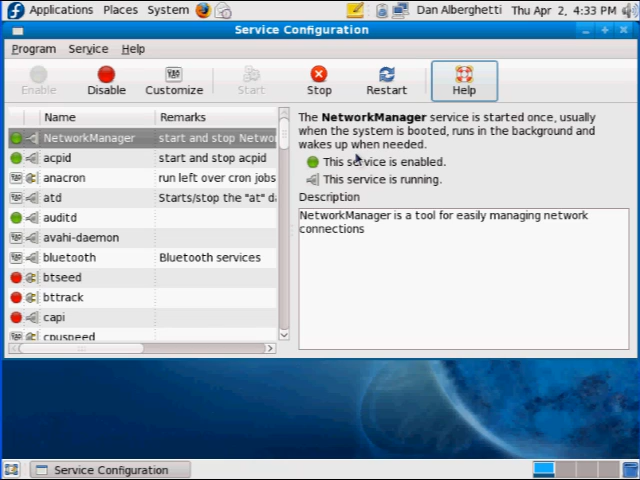 Applications Places System Dan Alberghetti Thu Apr 2, 4:33 PM
Service Configuration
Program Service Help
Enable Disable Customize Start Stop Restart Help
Name Remarks
NetworkManager start and stop Netwo
acpid start and stop acpid
anacron run left over cron jobs
atd Starts/stops the "at" d
auditd
avahi-daemon
bluetooth Bluetooth services
btseed
bttrack
capi
cpuspeed
The NetworkManager service is started once, usually
when the system is booted, runs in the background and
wakes up when needed.
This service is enabled.
This service is running.
Description
NetworkManager is a tool for easily managing network
connections
Service Configuration